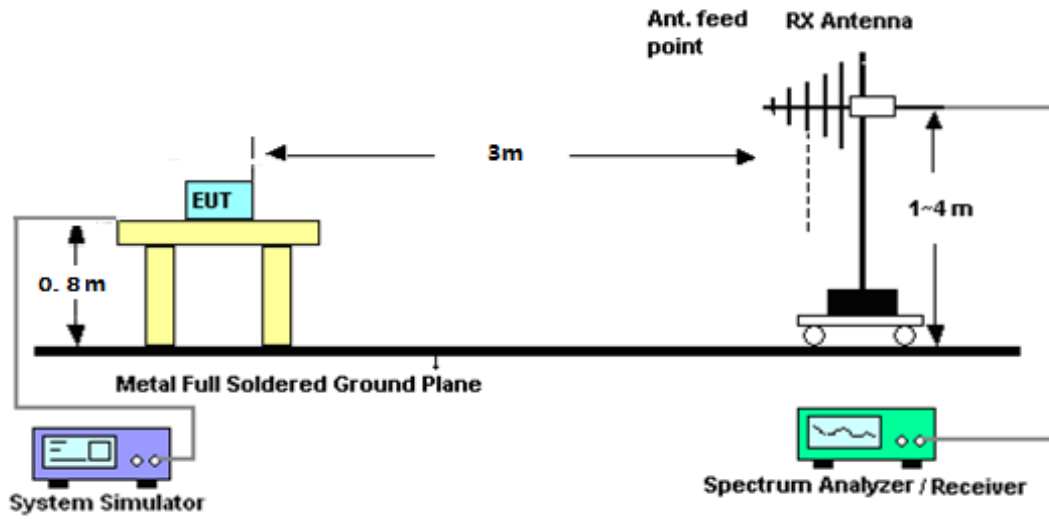 Ant. feed
point
RX Antenna
3m
EUT
1~4 m
0. 8 m
Metal Full Soldered Ground Plane
System Simulator
Spectrum Analyzer / Receiver